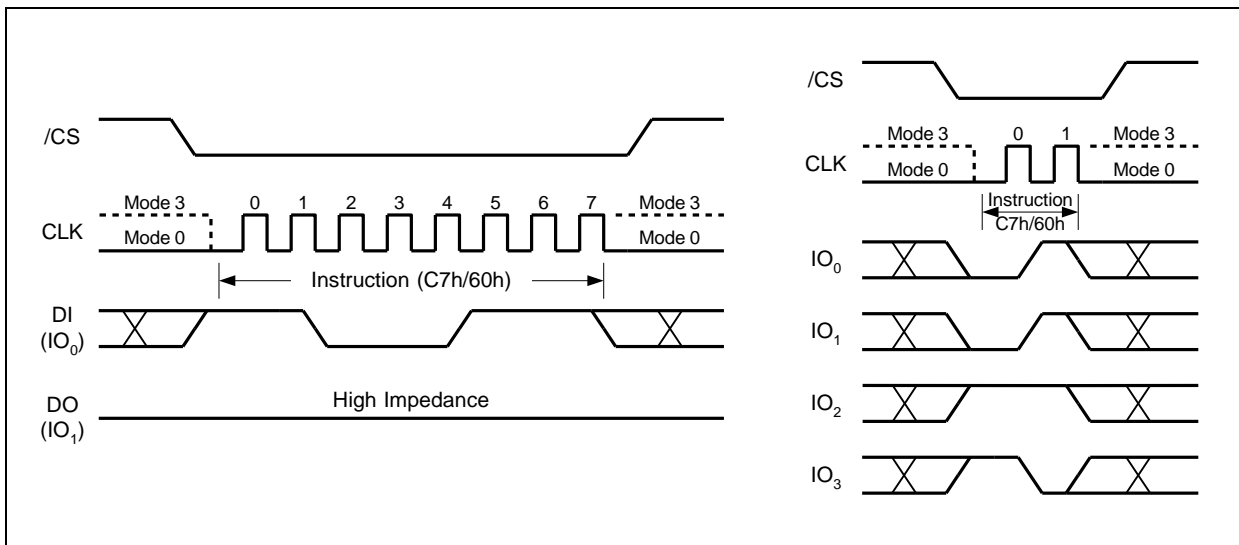 /CS
Mode 3 0 1 2 3 4 5 6 7 Mode 3
CLK
Mode 0 Mode 0
Instruction (C7h/60h)
DI
(IO0)
High Impedance
DO
(IO1)
/CS
Mode 3 0 1 Mode 3
CLK
Mode 0 Mode 0
Instruction
C7h/60h
IO0
IO1
IO2
IO3